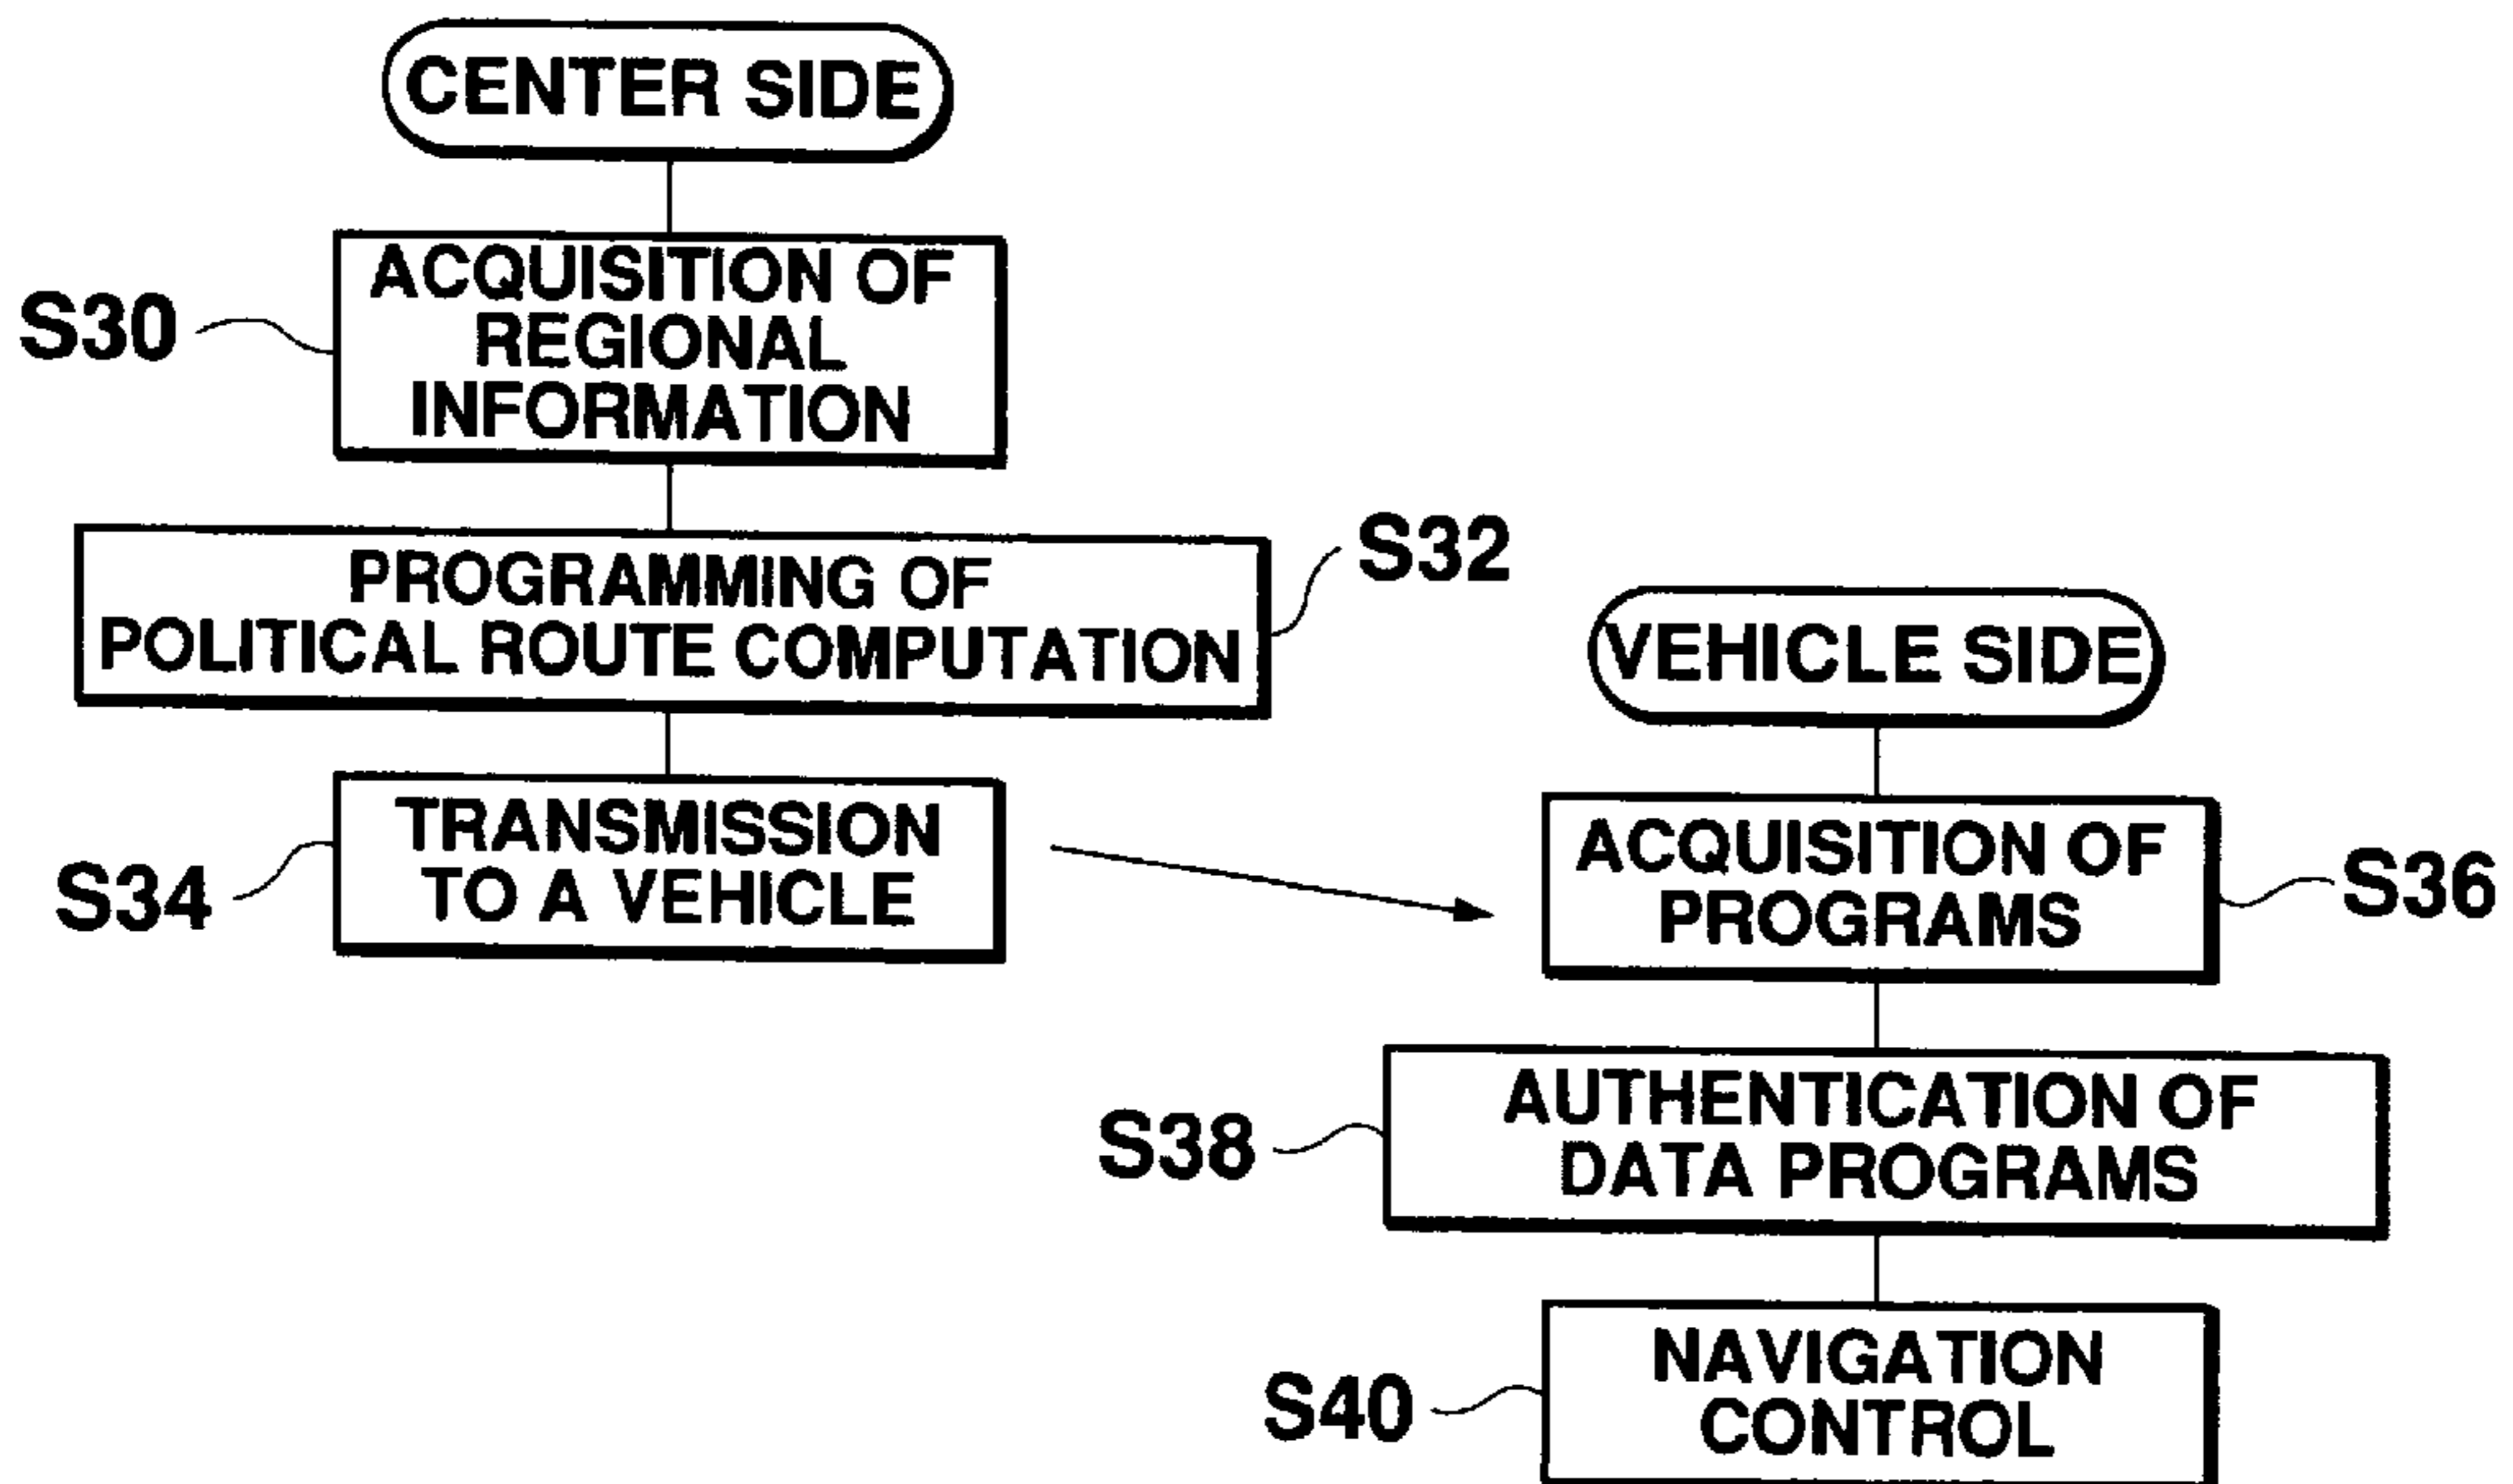 CENTER SIDE
S30
ACQUISITION OF
REGIONAL
INFORMATION
S32
PROGRAMMING OF
POLITICAL ROUTE COMPUTATION
S34
TRANSMISSION
TO A VEHICLE
VEHICLE SIDE
ACQUISITION OF
PROGRAMS
S36
S38
AUTHENTICATION OF
DATA PROGRAMS
S40
NAVIGATION
CONTROL